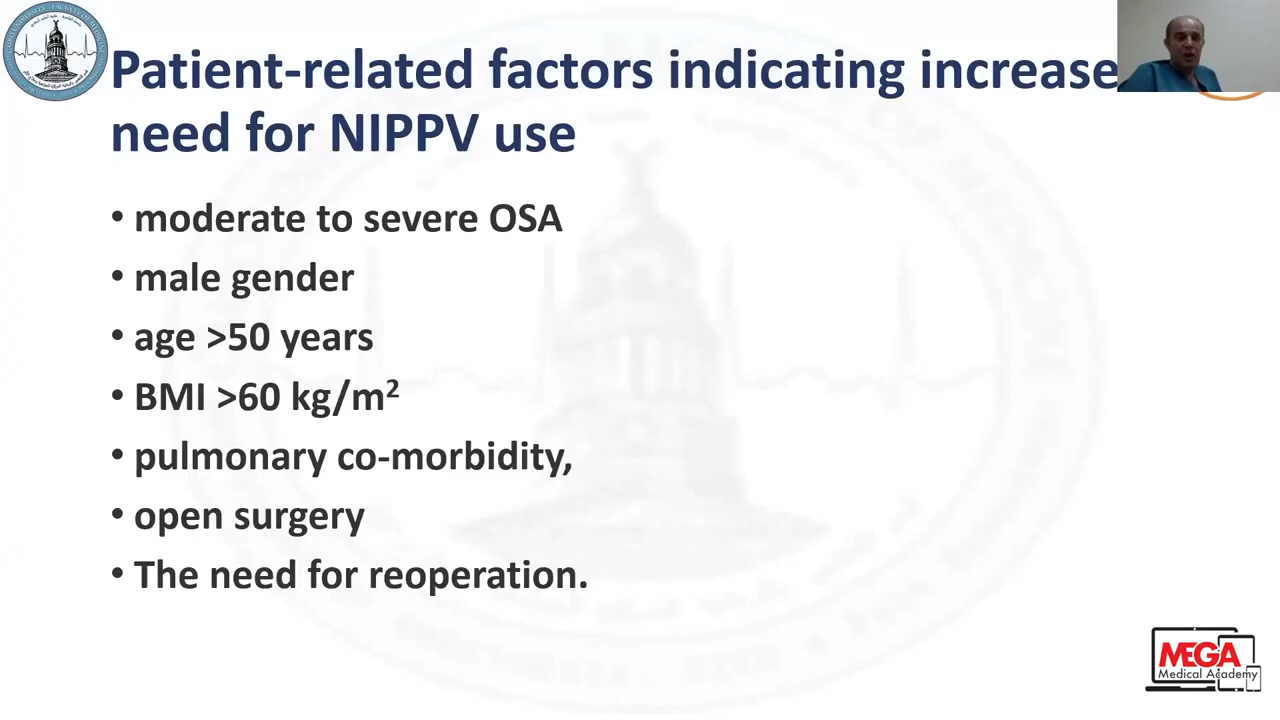 Patient-related factors indicating increase
need for NIPPV use
• moderate to severe OSA
• male gender
• age >50 years
• BMI >60 kg/m²
• pulmonary co-morbidity,
• open surgery
• The need for reoperation.
MEGA
Medical Academy